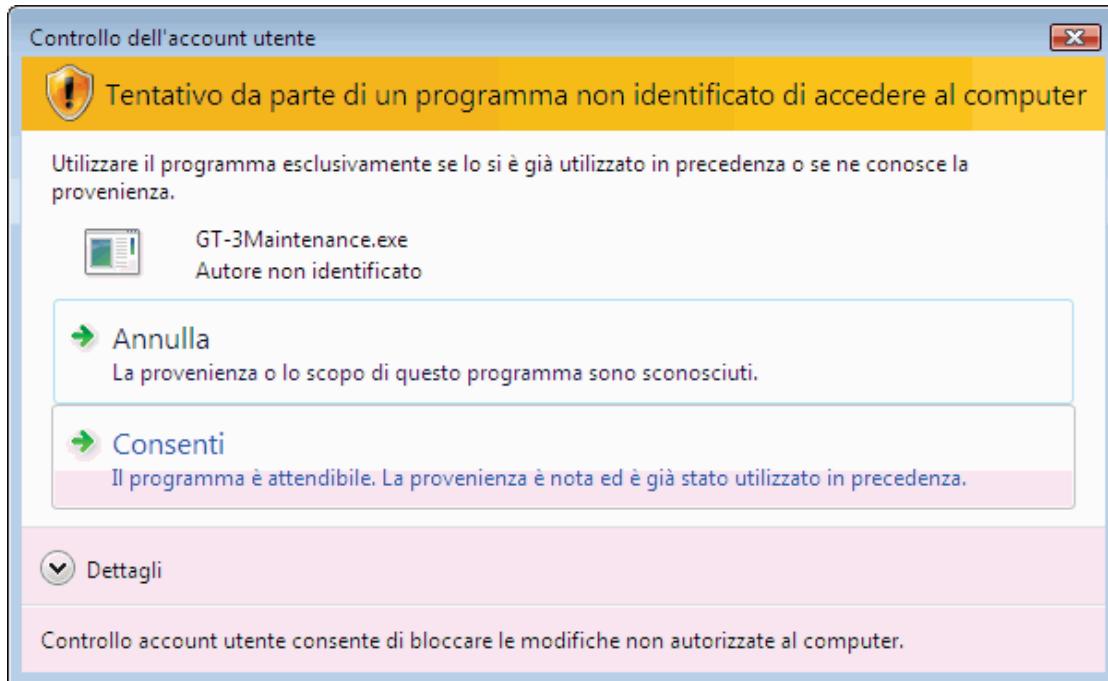 Controllo dell'account utente
Tentativo da parte di un programma non identificato di accedere al computer
Utilizzare il programma esclusivamente se lo si è già utilizzato in precedenza o se ne conosce la
provenienza.
GT-3Maintenance.exe
Autore non identificato
Annulla
La provenienza o lo scopo di questo programma sono sconosciuti.
Consenti
Il programma è attendibile. La provenienza è nota ed è già stato utilizzato in precedenza.
Dettagli
Controllo account utente consente di bloccare le modifiche non autorizzate al computer.